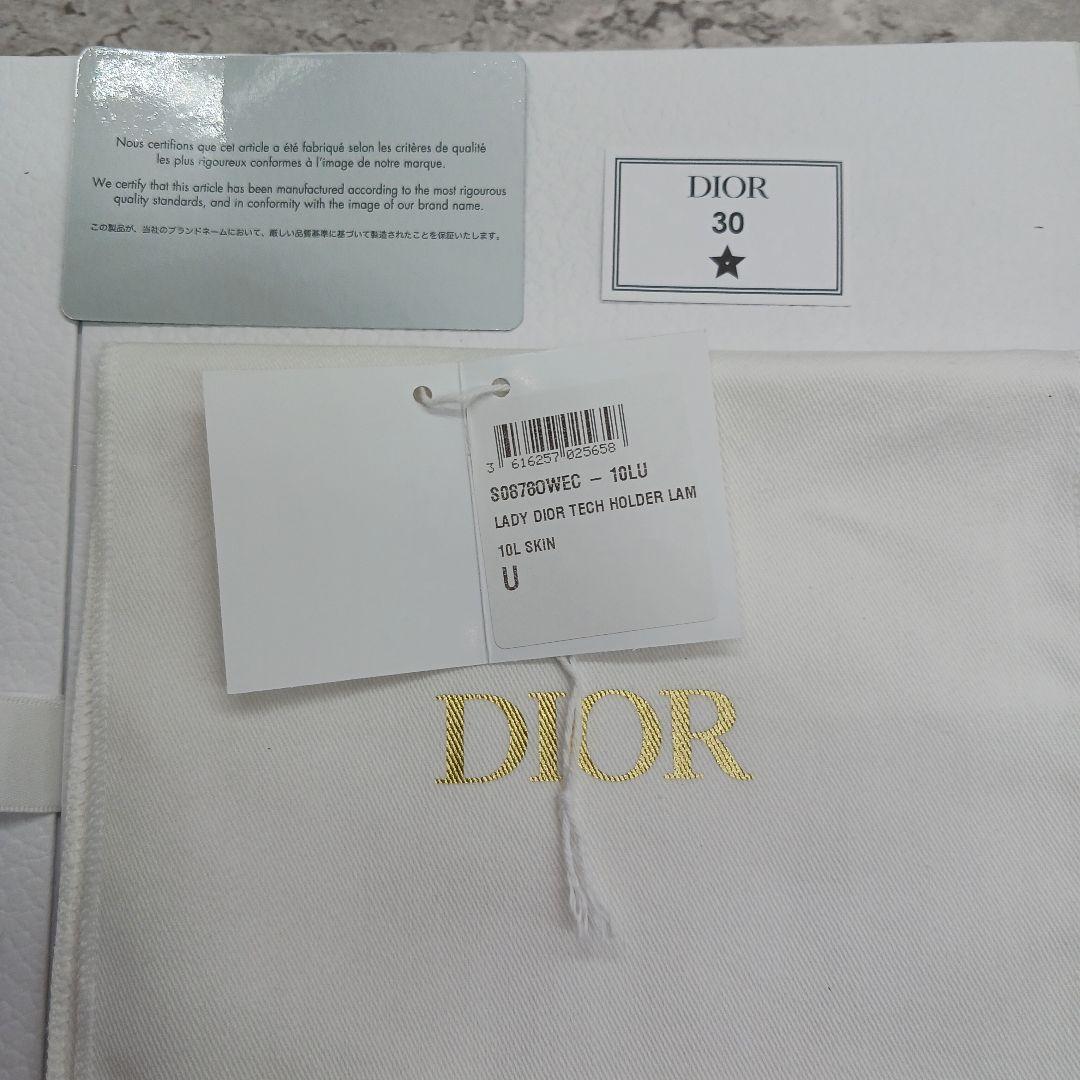 Nous certifions que cet article a été fabriqué selon les critères de qualité
les plus rigoureux conformes à l'image de notre marque.
We certify that this article has been manufactured according to the most rigourous
quality standards, and in conformity with the image of our brand name.
この製品が、当社のブランドネームにおいて、厳しい品質基準に基づいて製造されたことを保証いたします。
DIOR
30
3 616257 025658
S0878OWEC - 10LU
LADY DIOR TECH HOLDER LAM
10L SKIN
U
DIOR